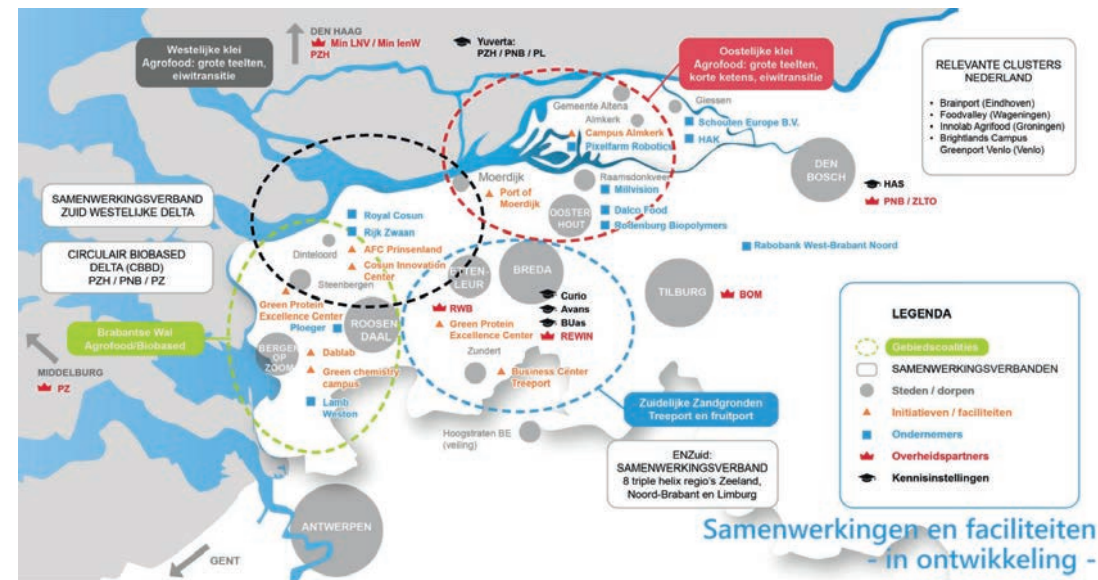 DEN HAAG
Min LNV / Min IenW
PZH
Yuverta:
PZH / PNB / PL
Westelijke klei
Agrofood: grote teelten,
eiwitransitie
Oostelijke klei
Agrofood: grote teelten,
korte ketens, eiwitransitie
RELEVANTE CLUSTERS
NEDERLAND
• Brainport (Eindhoven)
• Foodvalley (Wageningen)
• Innolab Agrifood (Groningen)
• Brightlands Campus
Greenport Venlo (Venlo)
Gemeente Altena
Almkerk
Giessen
Campus Almkerk
Pixelfarm Robotics
Schouten Europe B.V.
HAK
DEN
BOSCH
HAS
PNB / ZLTO
Moerdijk
Port of
Moerdijk
Raamsdonkveer
Millvision
OOSTER
HOUT
Dalco Food
Rodenburg Biopolymers
Rabobank West-Brabant Noord
SAMENWERKINGSVERBAND
ZUID WESTELIJKE DELTA
CIRCULAIR BIOBASED
DELTA (CBBD)
PZH / PNB / PZ
Royal Cosun
Rijk Zwaan
AFC Prinsenland
Cosun Innovation
Center
Dinteloord
Steenbergen
Green Protein
Excellence Center
Ploeger
ROOSEN
DAAL
BERGEN
OP
ZOOM
Dablab
Green chemistry
campus
Lamb
Weston
Brabantse Wal
Agrofood/Biobased
MIDDELBURG
PZ
ETTEN-
LEUR
BREDA
RWB
Green Protein
Excellence Center
Curio
Avans
BUas
REWIN
Zundert
Business Center
Treeport
TILBURG
BOM
Zuidelijke Zandgronden
Treeport en fruitport
Hoogstraten BE
(veiling)
ENZuid:
SAMENWERKINGSVERBAND
8 triple helix regio's Zeeland,
Noord-Brabant en Limburg
LEGENDA
Gebiedscoalities
SAMENWERKINGSVERBANDEN
Steden / dorpen
Initiatieven / faciliteiten
Ondernemers
Overheidspartners
Kennisinstellingen
ANTWERPEN
GENT
Samenwerkingen en faciliteiten
- in ontwikkeling -